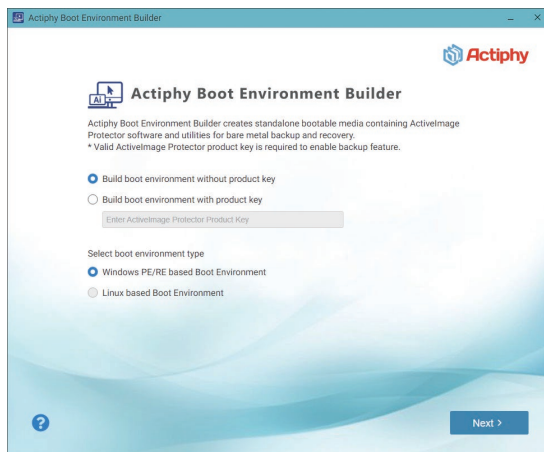 Actiphy Boot Environment Builder
Actiphy
AI
Actiphy Boot Environment Builder
Actiphy Boot Environment Builder creates standalone bootable media containing ActiveImage
Protector software and utilities for bare metal backup and recovery.
* Valid ActiveImage Protector product key is required to enable backup feature.
Build boot environment without product key
Build boot environment with product key
Enter ActiveImage Protector Product Key
Select boot environment type
Windows PE/RE based Boot Environment
Linux based Boot Environment
?
Next >